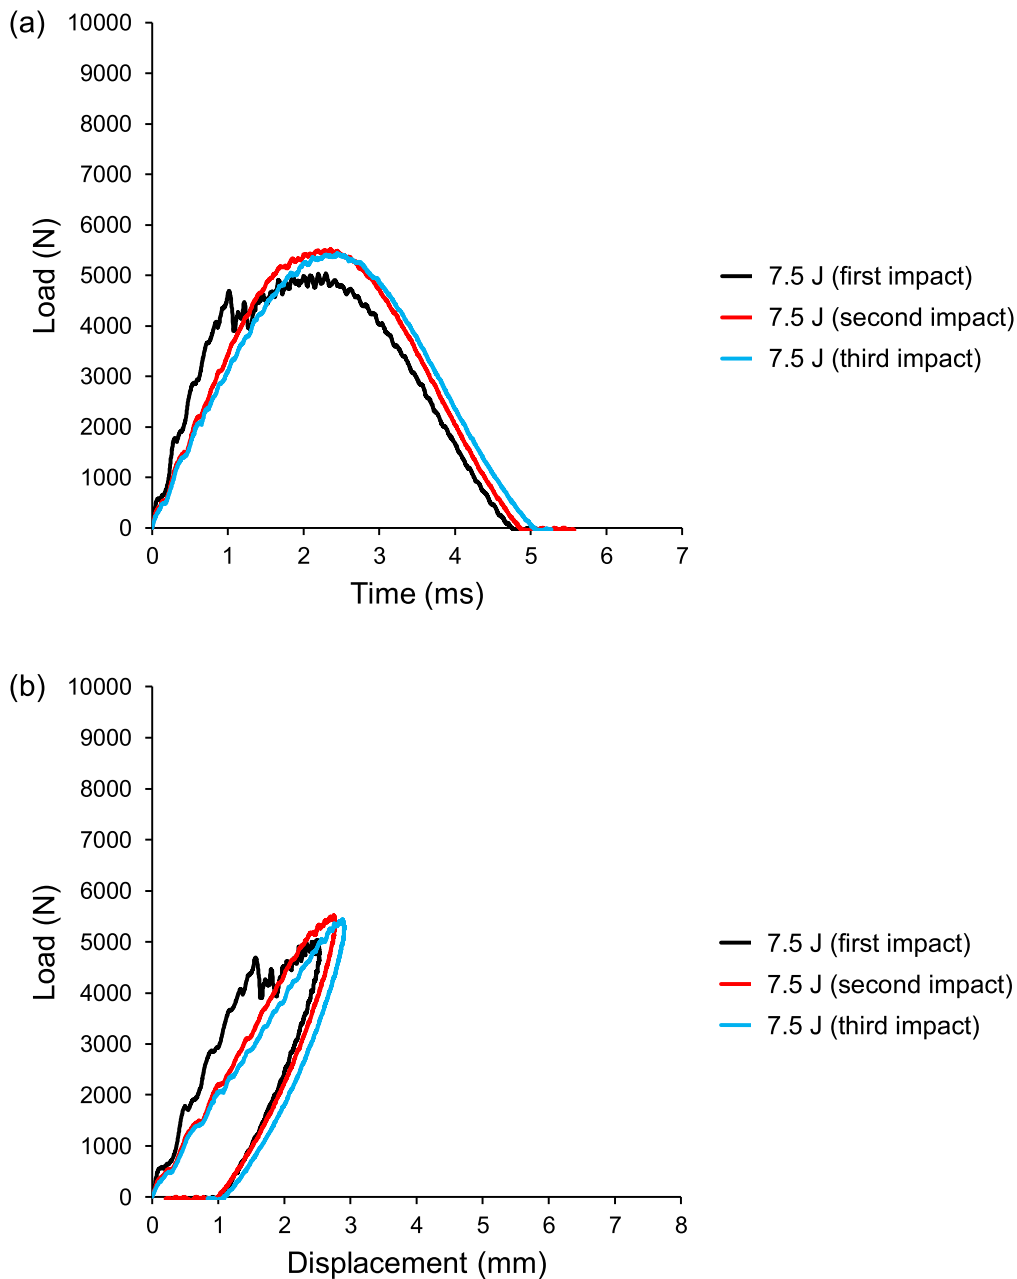 (a)
10000
9000
8000
7000
6000
5000
4000
3000
2000
1000
0
Load (N)
0 1 2 3 4 5 6 7
Time (ms)
7.5 J (first impact)
7.5 J (second impact)
7.5 J (third impact)
(b)
10000
9000
8000
7000
6000
5000
4000
3000
2000
1000
0
Load (N)
0 1 2 3 4 5 6 7 8
Displacement (mm)
7.5 J (first impact)
7.5 J (second impact)
7.5 J (third impact)